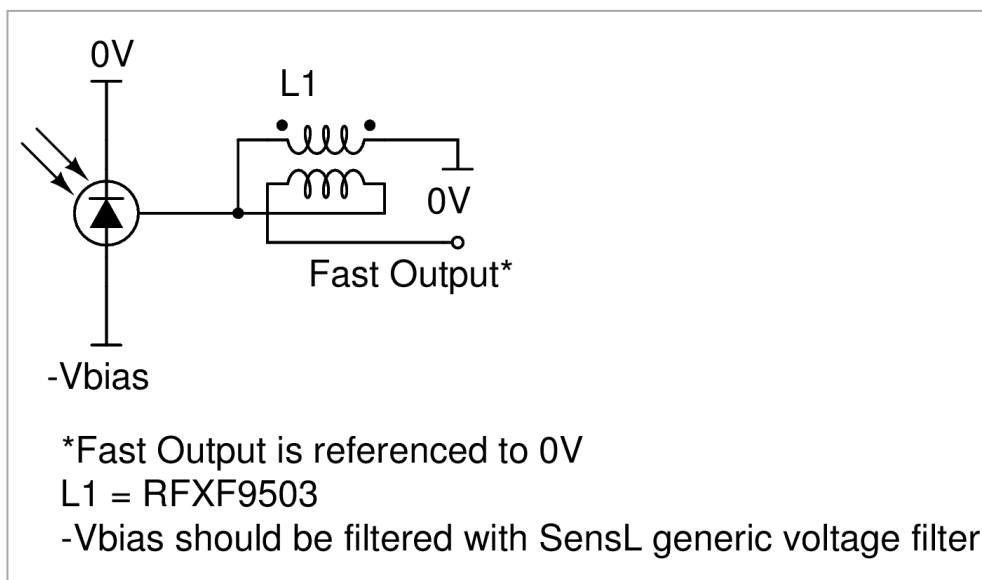 0V
L1
0V
Fast Output*
-Vbias
*Fast Output is referenced to 0V
L1 = RFXF9503
-Vbias should be filtered with SensL generic voltage filter